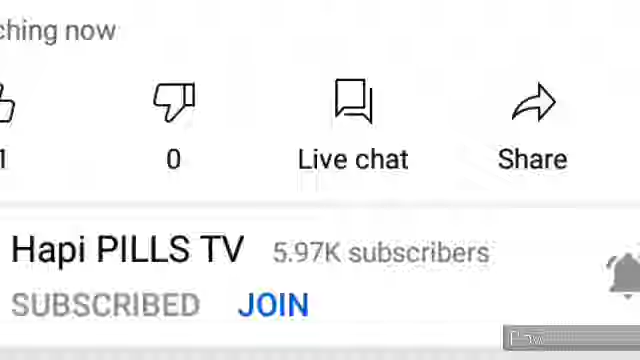 ching now
1
0
Live chat
Share
Hapi PILLS TV 5.97K subscribers
SUBSCRIBED JOIN